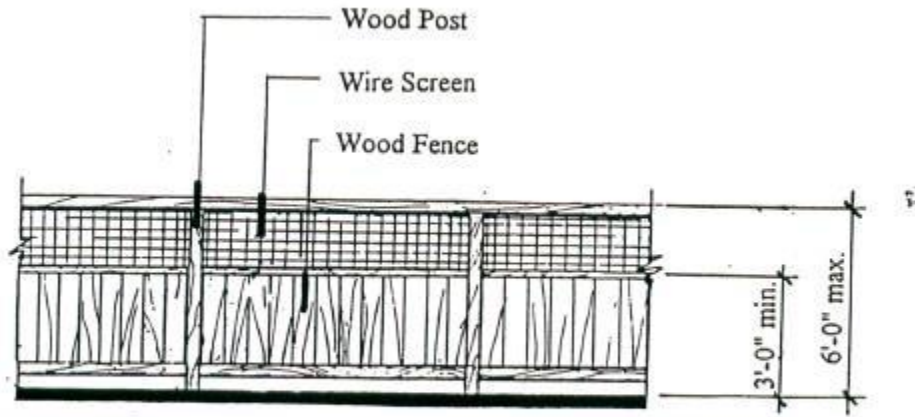 Wood Post
Wire Screen
Wood Fence
3'-0" min.
6'-0" max.